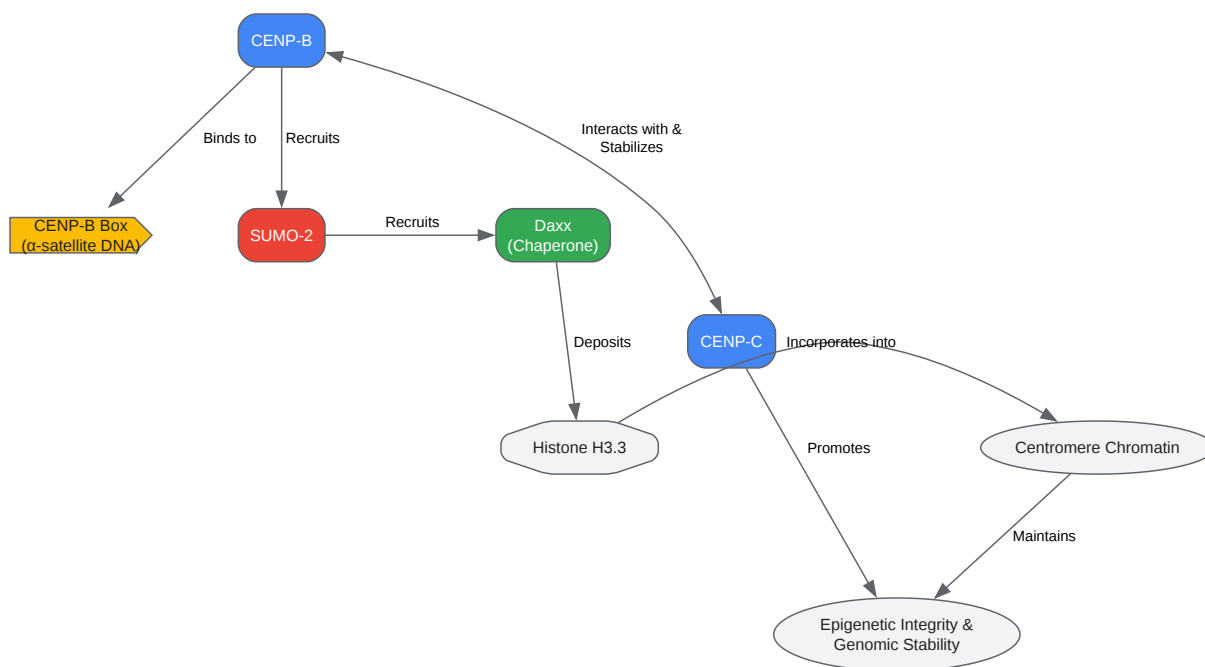 CENP-B
Interacts with &
Stabilizes
Binds to
Recruits
CENP-B Box
(α-satellite DNA)
SUMO-2
Recruits
Daxx
(Chaperone)
Deposits
CENP-C
Incorporates into
Histone H3.3
Promotes
Centromere Chromatin
Maintains
Epigenetic Integrity &
Genomic Stability